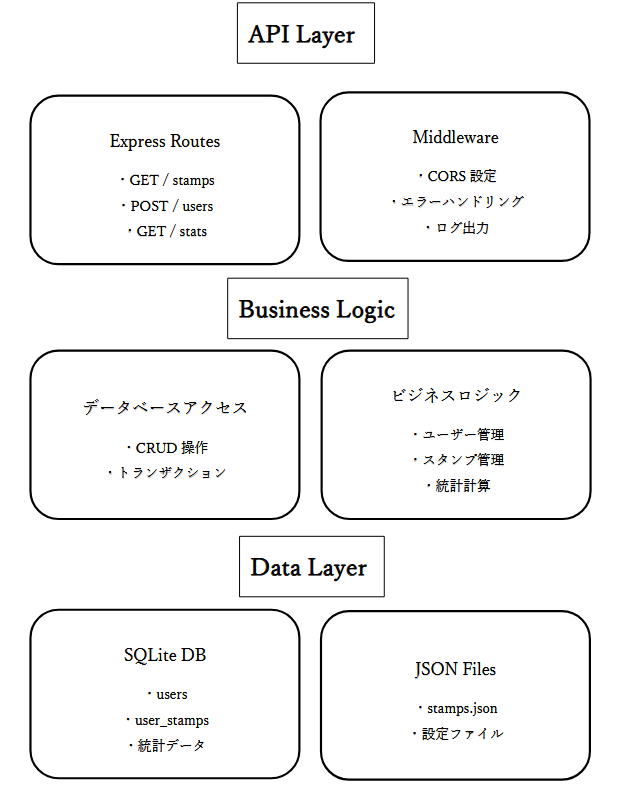 API Layer
Express Routes
・GET / stamps
・POST / users
・GET / stats
Middleware
・CORS 設定
・エラーハンドリング
・ログ出力
Business Logic
データベースアクセス
・CRUD 操作
・トランザクション
ビジネスロジック
・ユーザー管理
・スタンプ管理
・統計計算
Data Layer
SQLite DB
・users
・user_stamps
・統計データ
JSON Files
・stamps.json
・設定ファイル